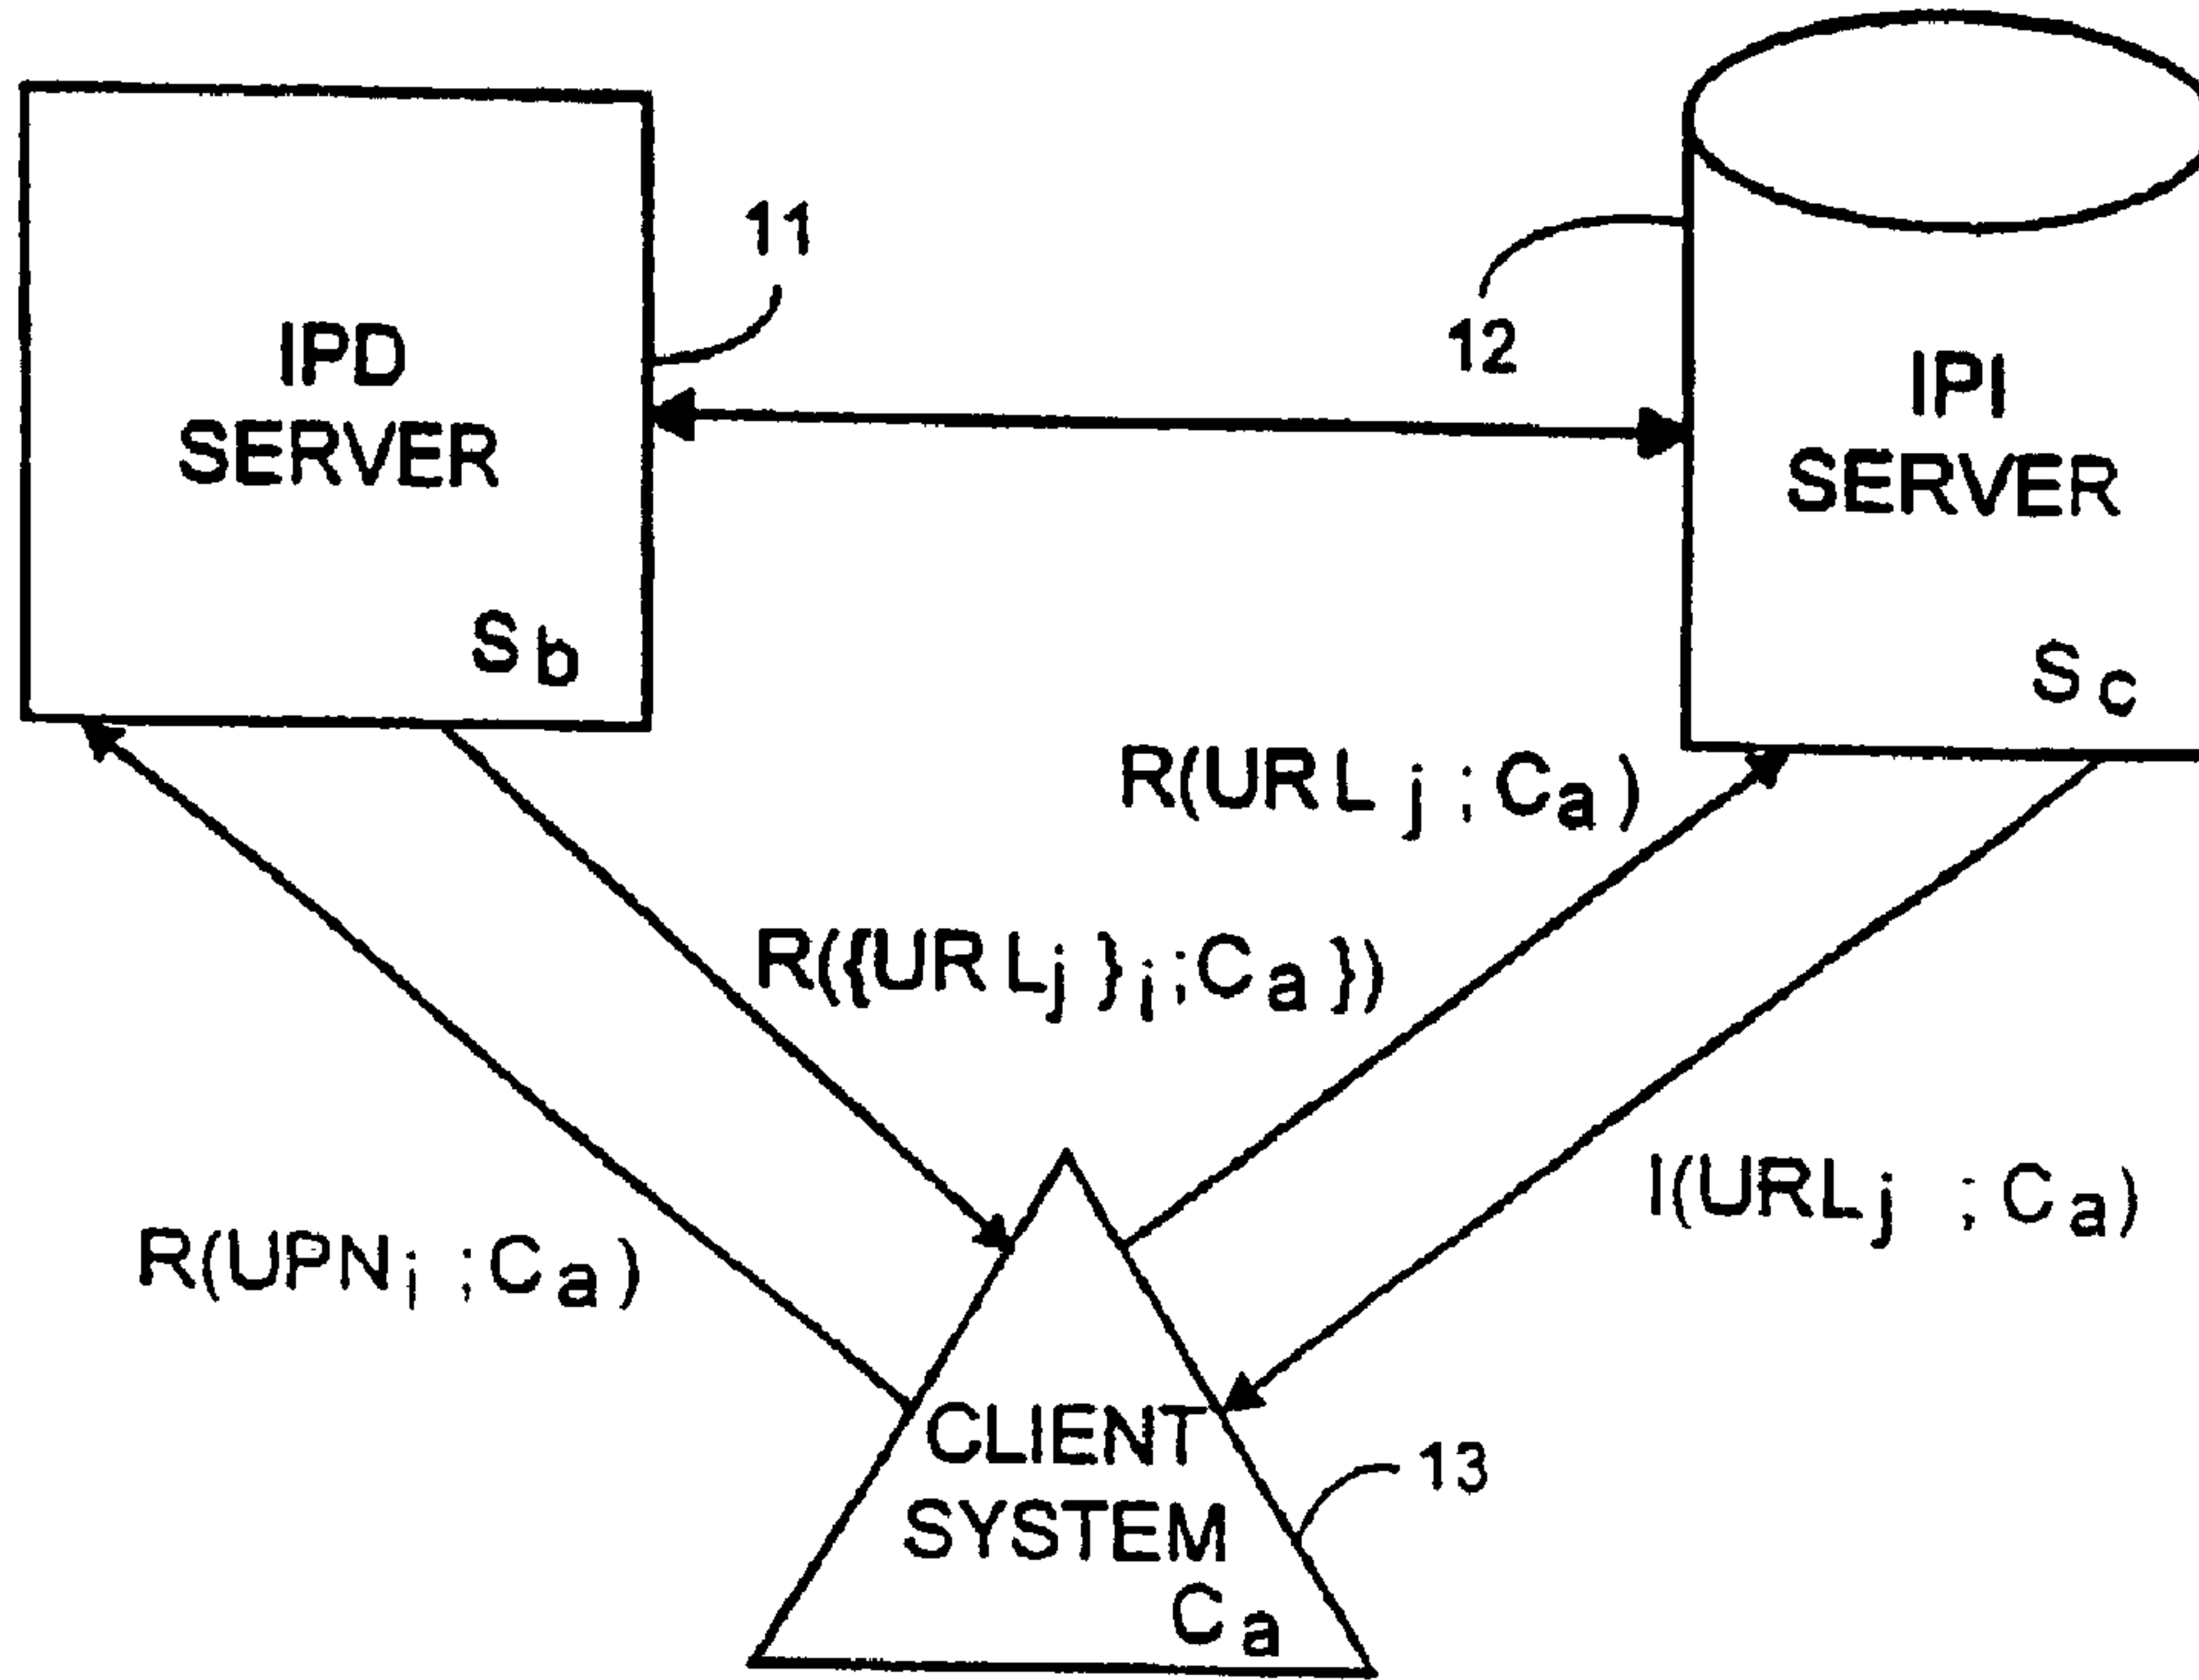 11
12
IPD
SERVER
Sb
IPI
SERVER
Sc
R(URLj ;Ca)
R({URLj}i;Ca})
R(UPNi ;Ca)
I(URLj ;Ca)
CLIENT
SYSTEM
Ca
13